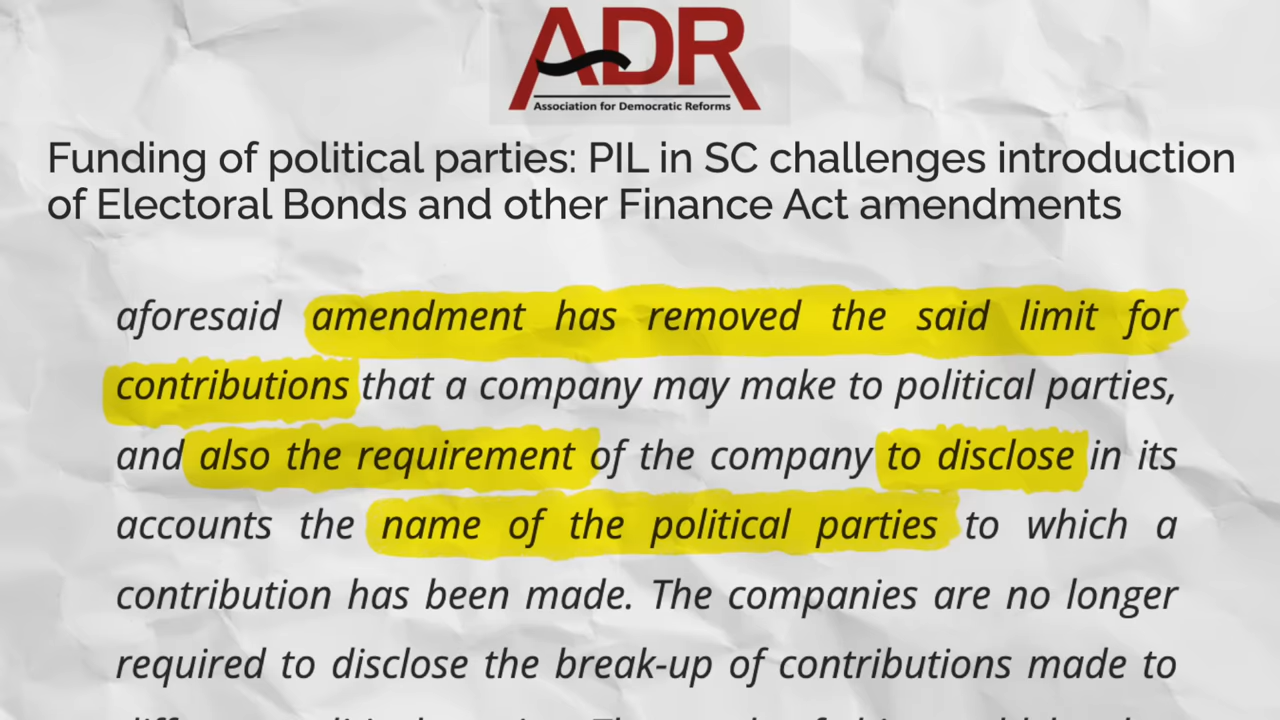 ADR
Association for Democratic Reforms
Funding of political parties: PIL in SC challenges introduction
of Electoral Bonds and other Finance Act amendments
aforesaid amendment has removed the said limit for
contributions that a company may make to political parties,
and also the requirement of the company to disclose in its
accounts the name of the political parties to which a
contribution has been made. The companies are no longer
required to disclose the break-up of contributions made to